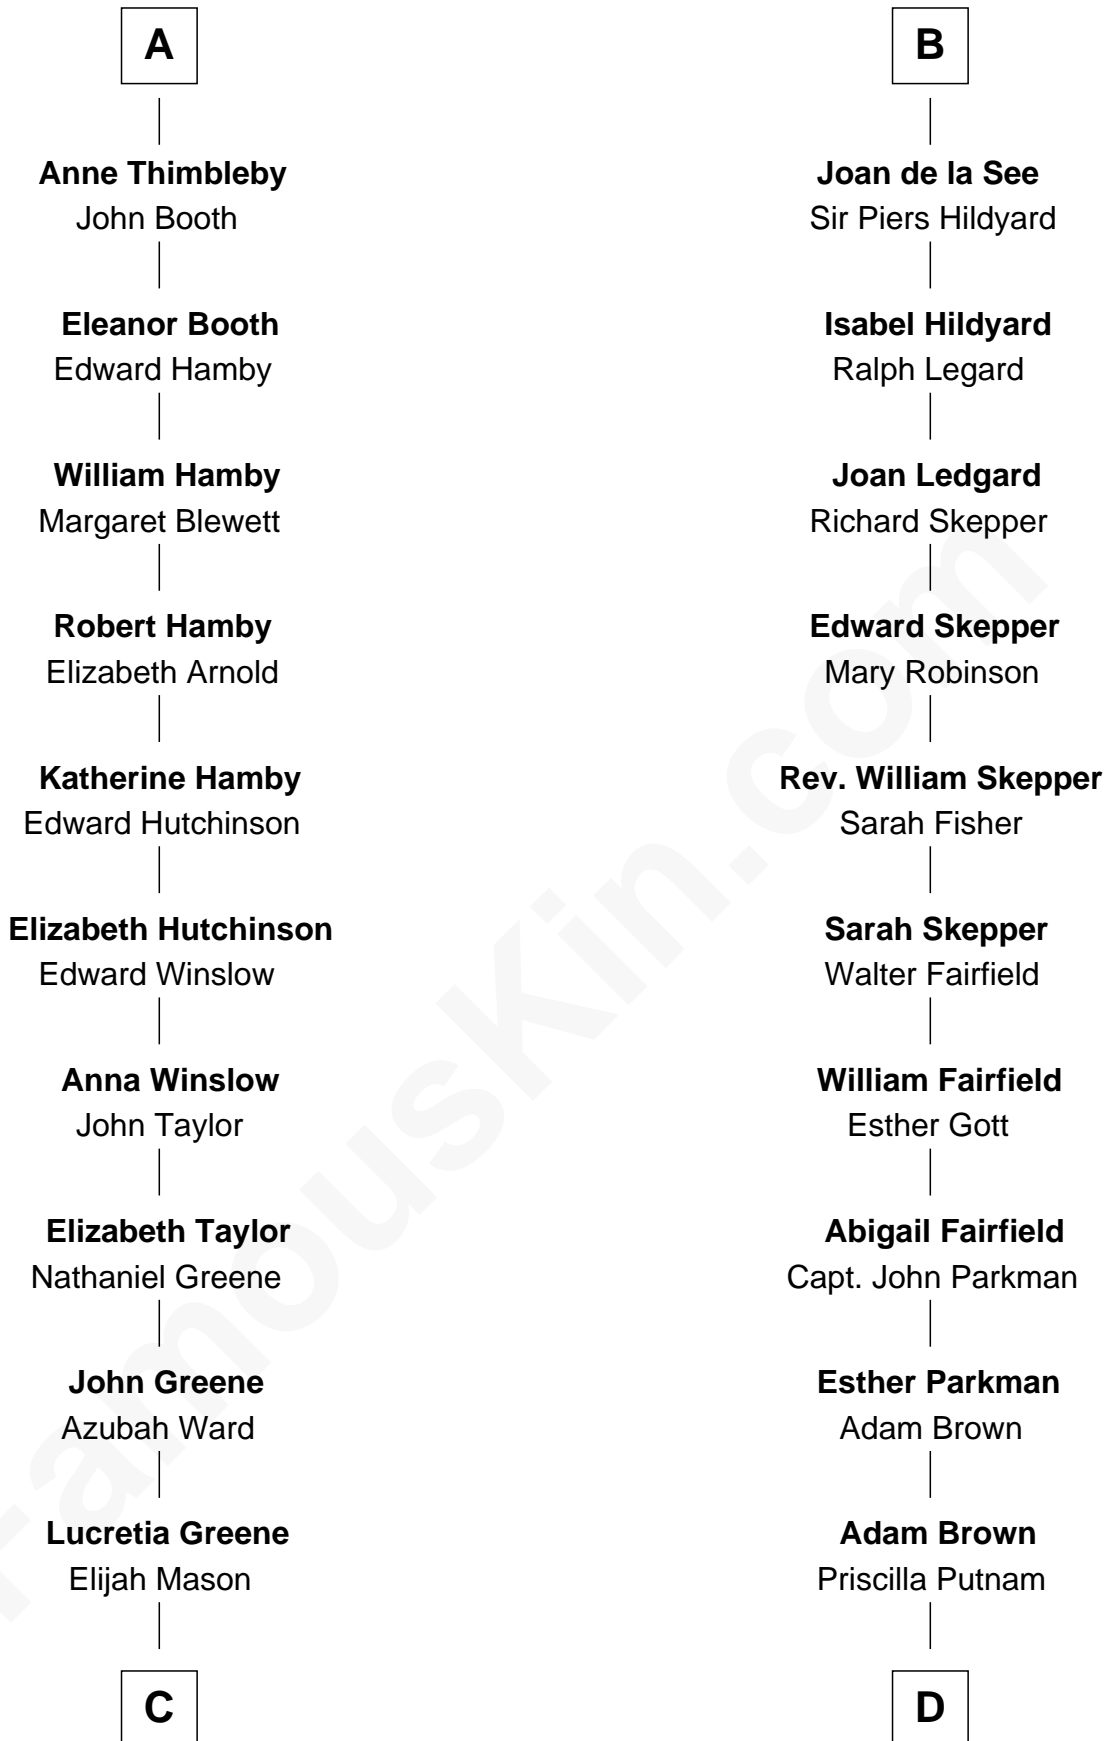 A
Anne Thimbleby
John Booth
Eleanor Booth
Edward Hamby
William Hamby
Margaret Blewett
Robert Hamby
Elizabeth Arnold
Katherine Hamby
Edward Hutchinson
Elizabeth Hutchinson
Edward Winslow
Anna Winslow
John Taylor
Elizabeth Taylor
Nathaniel Greene
John Greene
Azubah Ward
Lucretia Greene
Elijah Mason
C
B
Joan de la See
Sir Piers Hildyard
Isabel Hildyard
Ralph Legard
Joan Ledgard
Richard Skepper
Edward Skepper
Mary Robinson
Rev. William Skepper
Sarah Fisher
Sarah Skepper
Walter Fairfield
William Fairfield
Esther Gott
Abigail Fairfield
Capt. John Parkman
Esther Parkman
Adam Brown
Adam Brown
Priscilla Putnam
D
FamousKin.com